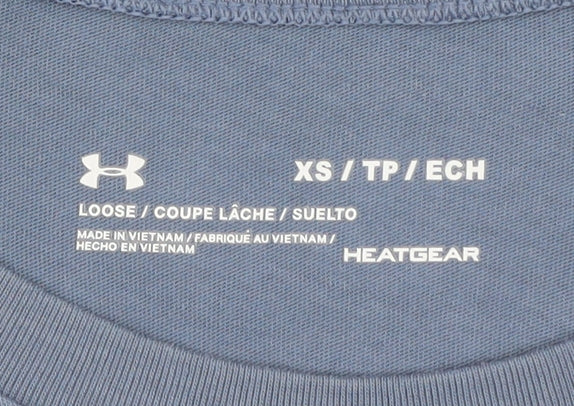 XS / TP / ECH
LOOSE / COUPE LÂCHE / SUELTO
MADE IN VIETNAM / FABRIQUÉ AU VIETNAM /
HECHO EN VIETNAM
HEATGEAR